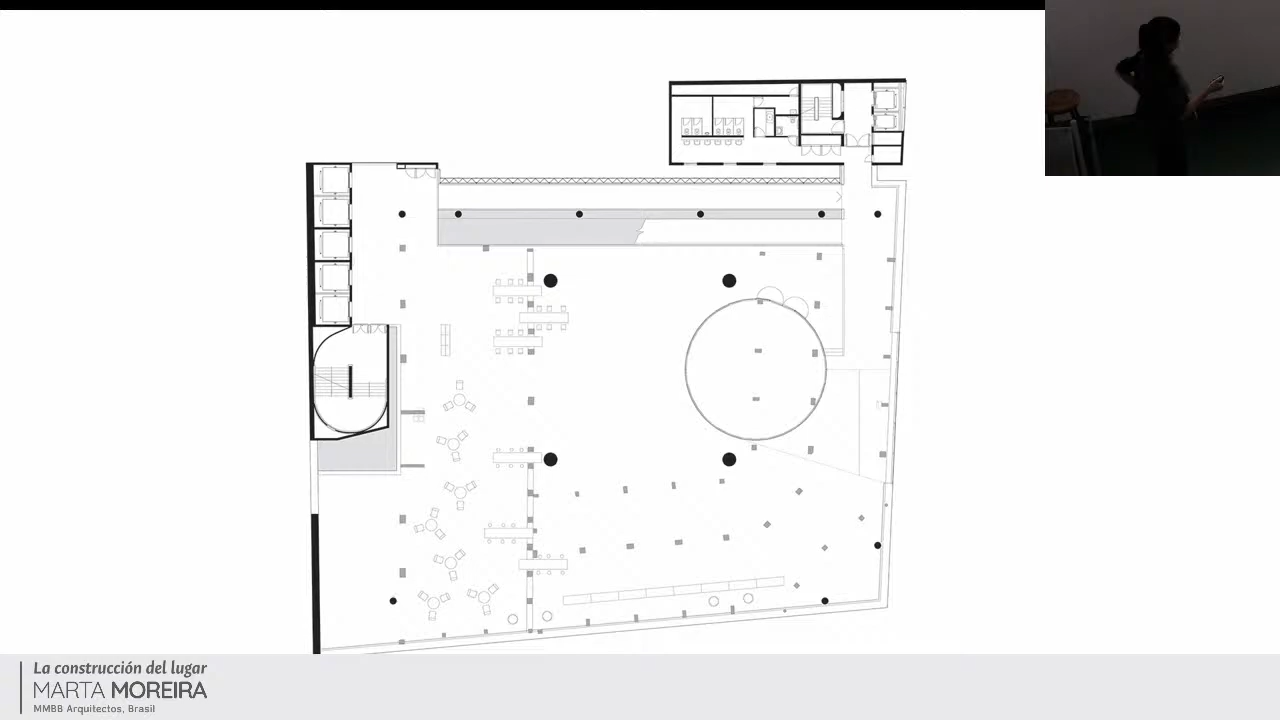 La construcción del lugar
MARTA MOREIRA
MMBB Arquitectos, Brasil